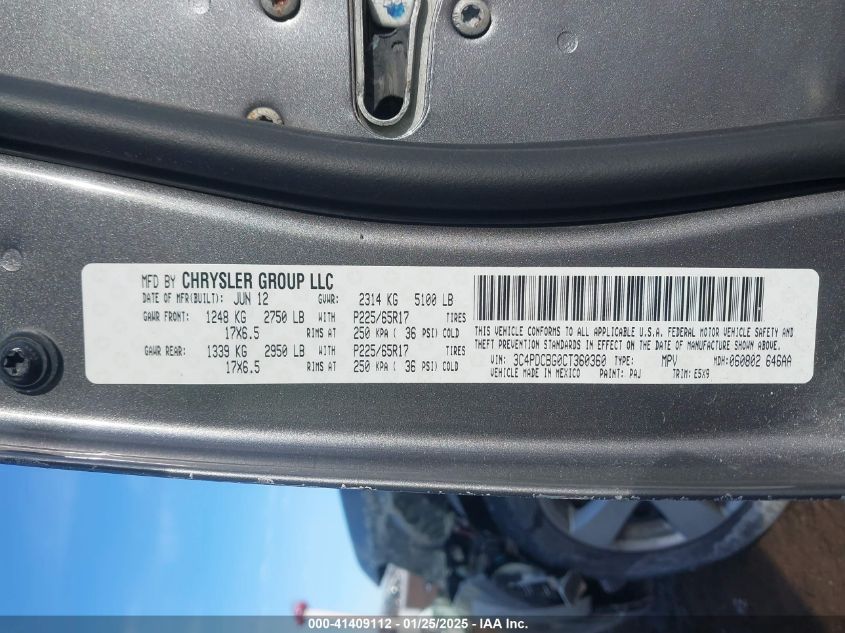 MFD BY CHRYSLER GROUP LLC
DATE OF MFR(BUILT): JUN 12 GVWR: 2314 KG 5100 LB
GAWR FRONT: 1248 KG 2750 LB WITH P225/65R17 TIRES
17X6.5 RIMS AT 250 KPA ( 36 PSI) COLD
GAWR REAR: 1339 KG 2950 LB WITH P225/65R17 TIRES
17X6.5 RIMS AT 250 KPA ( 36 PSI) COLD
THIS VEHICLE CONFORMS TO ALL APPLICABLE U.S.A. FEDERAL MOTOR VEHICLE SAFETY AND
THEFT PREVENTION STANDARDS IN EFFECT ON THE DATE OF MANUFACTURE SHOWN ABOVE.
VIN: 3C4PDCBG0CT360360 TYPE: MPV MDH:060802 646AA
VEHICLE MADE IN MEXICO PAINT: PAJ TRIM: E5X9
000-41409112 - 01/25/2025 - IAA Inc.